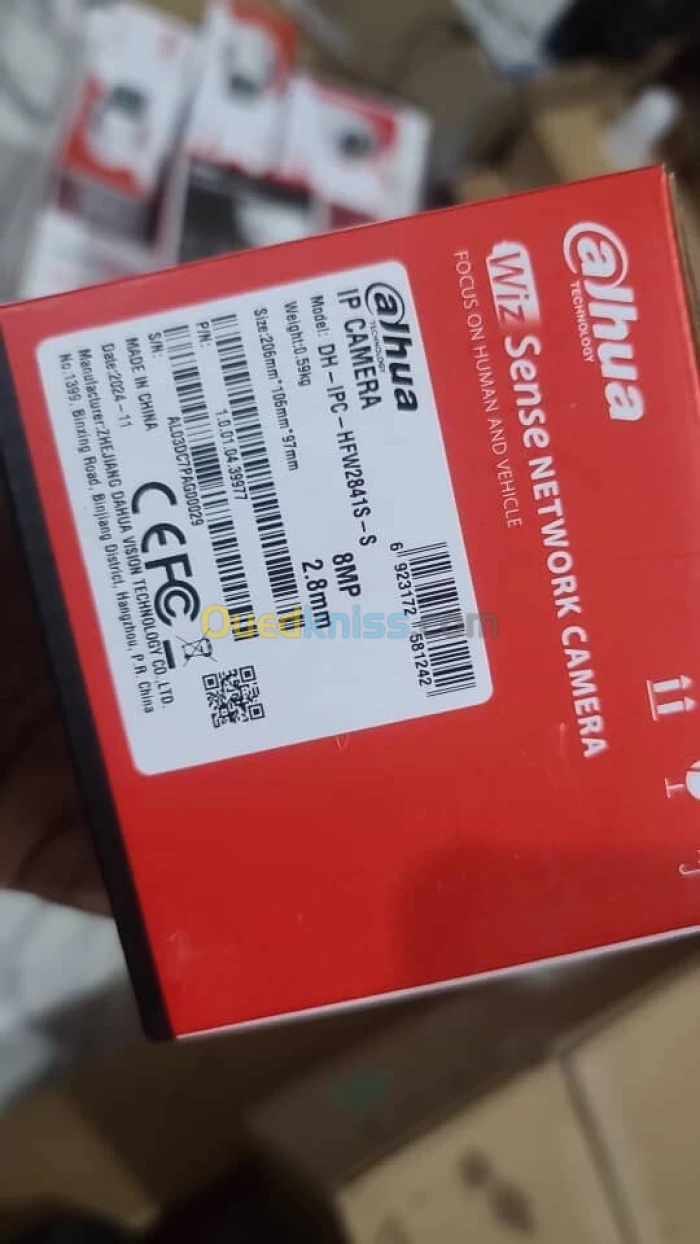 alhua
TECHNOLOGY
Wiz Sense NETWORK CAMERA
FOCUS ON HUMAN AND VEHICLE
alhua
TECHNOLOGY
IP CAMERA
Model: DH-IPC-HFW2841S-S
8MP
2.8mm
Weight:0.59kg
Size:206mm*106mm*97mm
6 923172 581242
P/N:
1.0.01.04.39977
S/N:
AL03DC7PAG00029
MADE IN CHINA
Date:2024-11
CE FC
Manufacturer:ZHEJIANG DAHUA VISION TECHNOLOGY CO.,LTD.
No.1399, Binxing Road, Binjiang District, Hangzhou, P.R. China
Ouedkniss.com